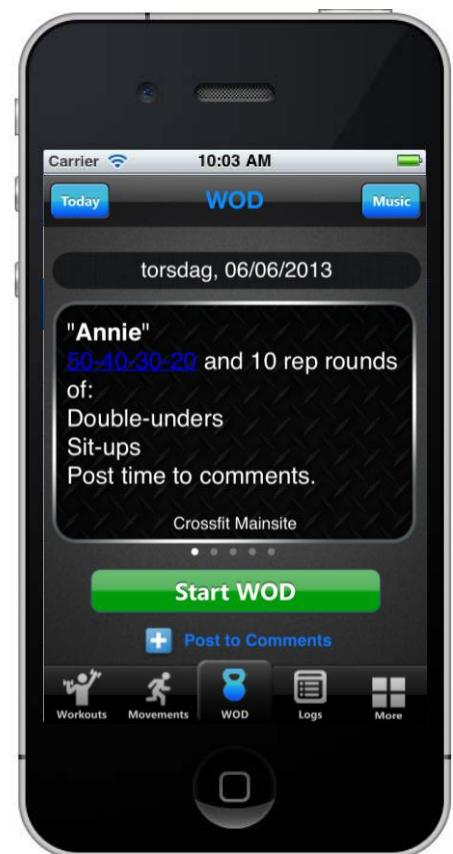 Carrier 10:03 AM
Today WOD Music
torsdag, 06/06/2013
"Annie"
50-40-30-20 and 10 rep rounds
of:
Double-unders
Sit-ups
Post time to comments.
Crossfit Mainsite
Start WOD
Post to Comments
Workouts Movements WOD Logs More